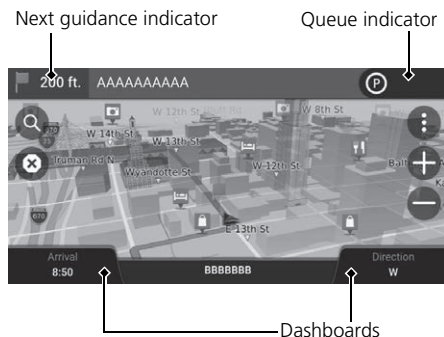 Next guidance indicator
Queue indicator
200 ft. AAAAAAAAAA
P
W 12th St
W 8th St
W 14th St
W 13th St
Truman Rd N
W 12th St
Wyandotte St
670
E 13th St
Arrival
8:50
BBBBBBB
Direction
W
Dashboards